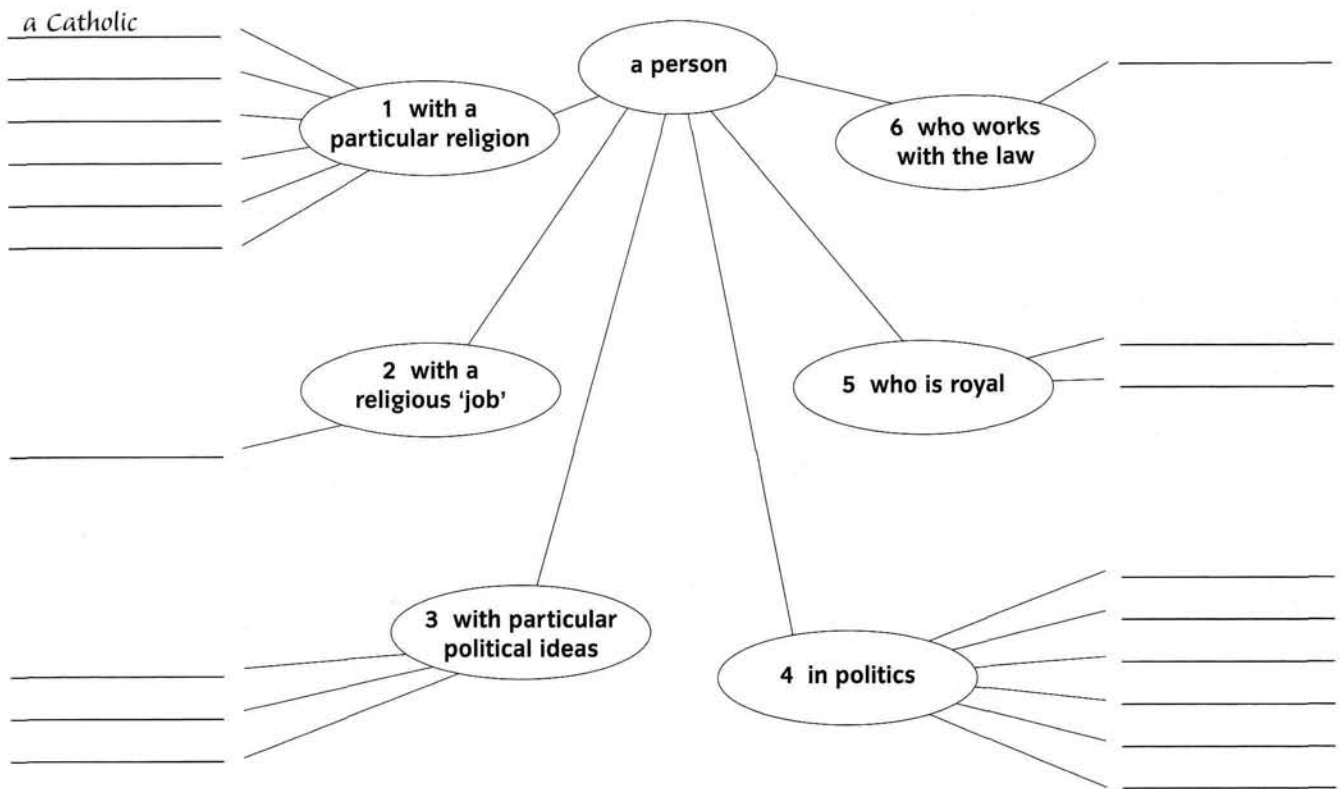 a Catholic
a person
1 with a
particular religion
6 who works
with the law
2 with a
religious ‘job’
5 who is royal
3 with particular
political ideas
4 in politics